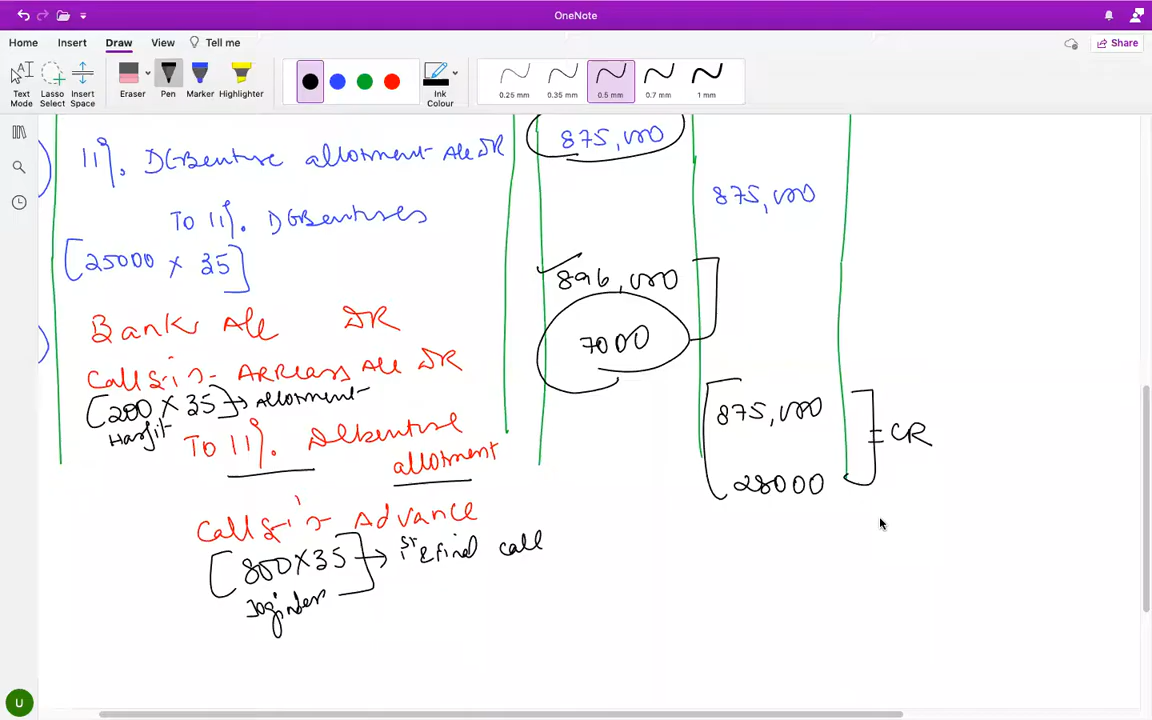 OneNote
Home Insert Draw View Tell me
Share
Text Mode
Lasso Select
Insert Space
Eraser
Pen
Marker
Highlighter
Ink Colour
0.25 mm 0.35 mm 0.5 mm 0.7 mm 1 mm
11% DEBenture allotment A/c DR 875,000
To 11% DEBentures 875,000
[25000 × 35]
Bank A/c DR 896,000
Calls-in-ARRears A/c DR 7000
[200 × 35] → Allotment
Harjit
To 11% Debenture allotment 875,000
Calls-in-Advance 28000
= CR
[800 × 35] → 1st & final call
Joginder
U